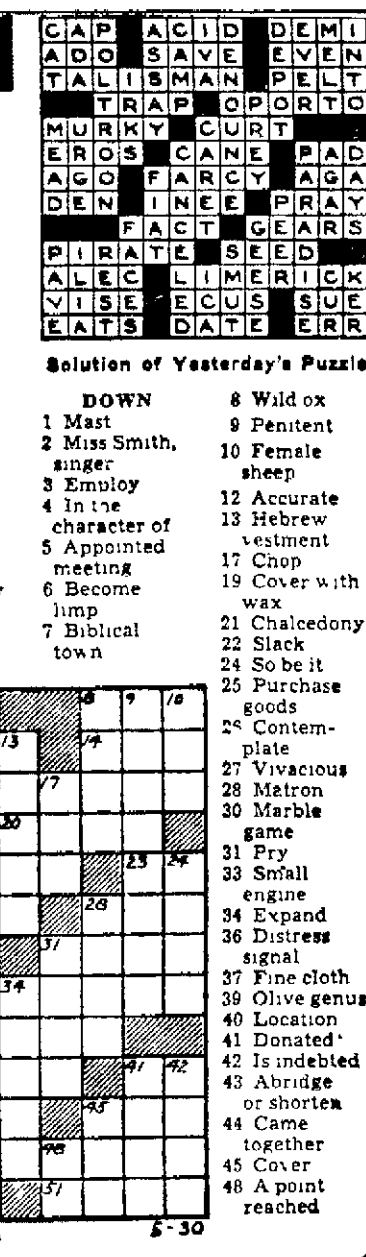 CAP ACID DEMI
ADO SAVE EVEN
TALISMAN PELT
TRAP OPORTO
MURKY CURT
EROS CANE PAD
AGO FARCY AGA
DEN INEE PRAY
FACT GEARS
PIRATE SEED
ALEC LIMERICK
VISE ECUS SUE
EATS DATE ERR
Solution of Yesterday's Puzzle
DOWN
1 Mast
2 Miss Smith,
singer
3 Employ
4 In the
character of
5 Appointed
meeting
6 Become
limp
7 Biblical
town
8 Wild ox
9 Penitent
10 Female
sheep
12 Accurate
13 Hebrew
vestment
17 Chop
19 Cover with
wax
21 Chalcedony
22 Slack
24 So be it
25 Purchase
goods
26 Contem-
plate
27 Vivacious
28 Matron
30 Marble
game
31 Pry
33 Small
engine
34 Expand
36 Distress
signal
37 Fine cloth
39 Olive genus
40 Location
41 Donated
42 Is indebted
43 Abridge
or shorten
44 Came
together
45 Cover
48 A point
reached
8 9 10
13 14
17
20
23 24
28
31
34
41 42
45
48
51
5-30